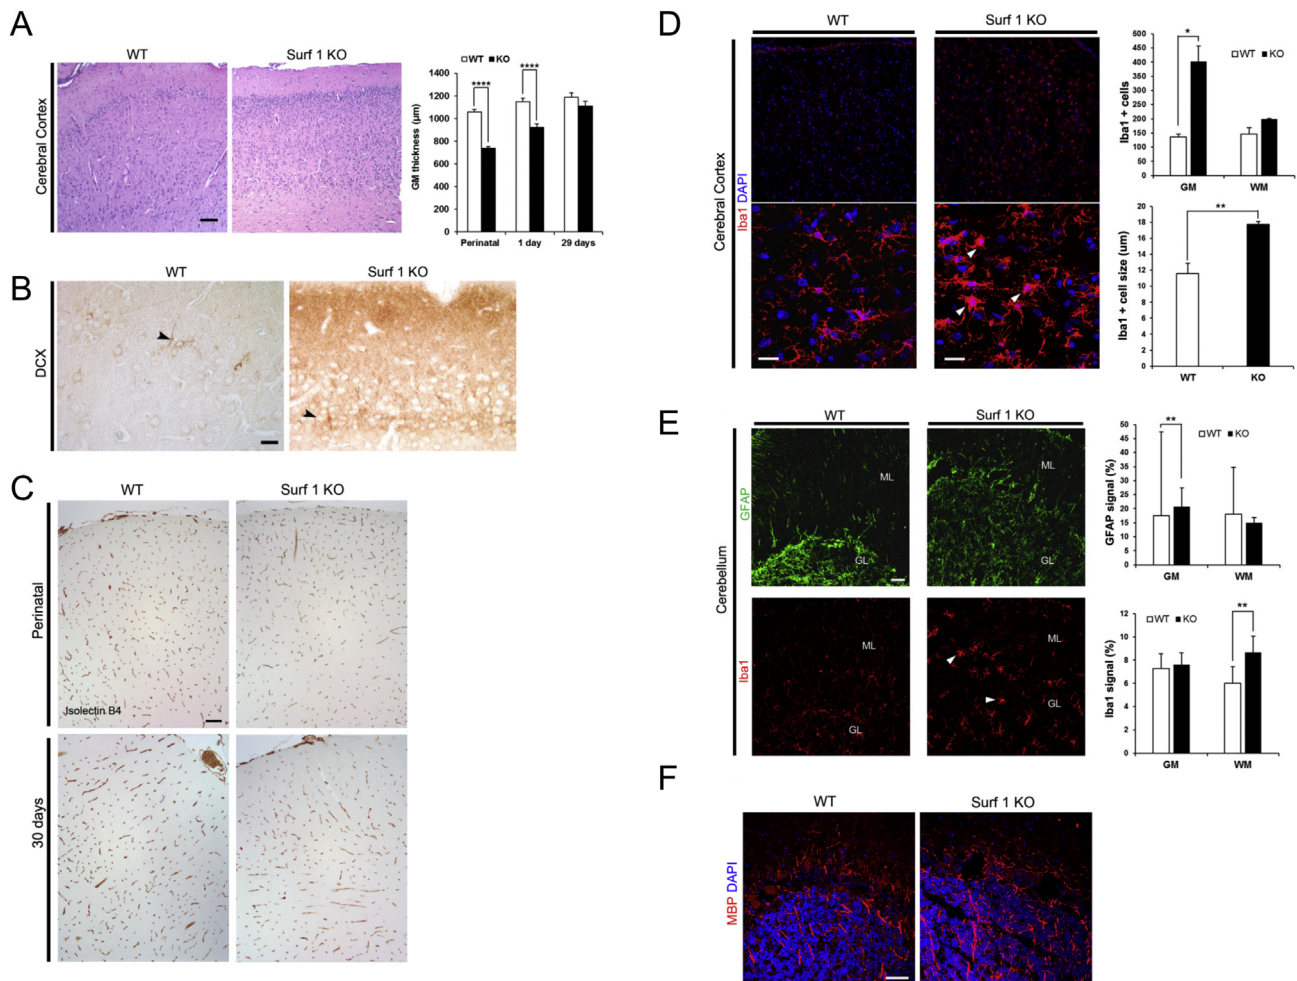 A
WT
Surf 1 KO
Cerebral Cortex
WT KO
****
****
GM thickness (µm)
1400
1200
1000
800
600
400
200
0
Perinatal
1 day
29 days
B
WT
Surf 1 KO
DCX
C
WT
Surf 1 KO
Perinatal
Isolectin B4
30 days
D
WT
Surf 1 KO
Cerebral Cortex
Iba1 DAPI
*
WT KO
Iba1 + cells
500
450
400
350
300
250
200
150
100
50
0
GM
WM
**
Iba1 + cell size (um)
20
18
16
14
12
10
8
6
4
2
0
WT
KO
E
WT
Surf 1 KO
Cerebellum
GFAP
ML
GL
ML
GL
**
WT KO
GFAP signal (%)
50
45
40
35
30
25
20
15
10
5
0
GM
WM
Iba1
ML
GL
ML
GL
WT KO
**
Iba1 signal (%)
12
10
8
6
4
2
0
GM
WM
F
WT
Surf 1 KO
MBP DAPI